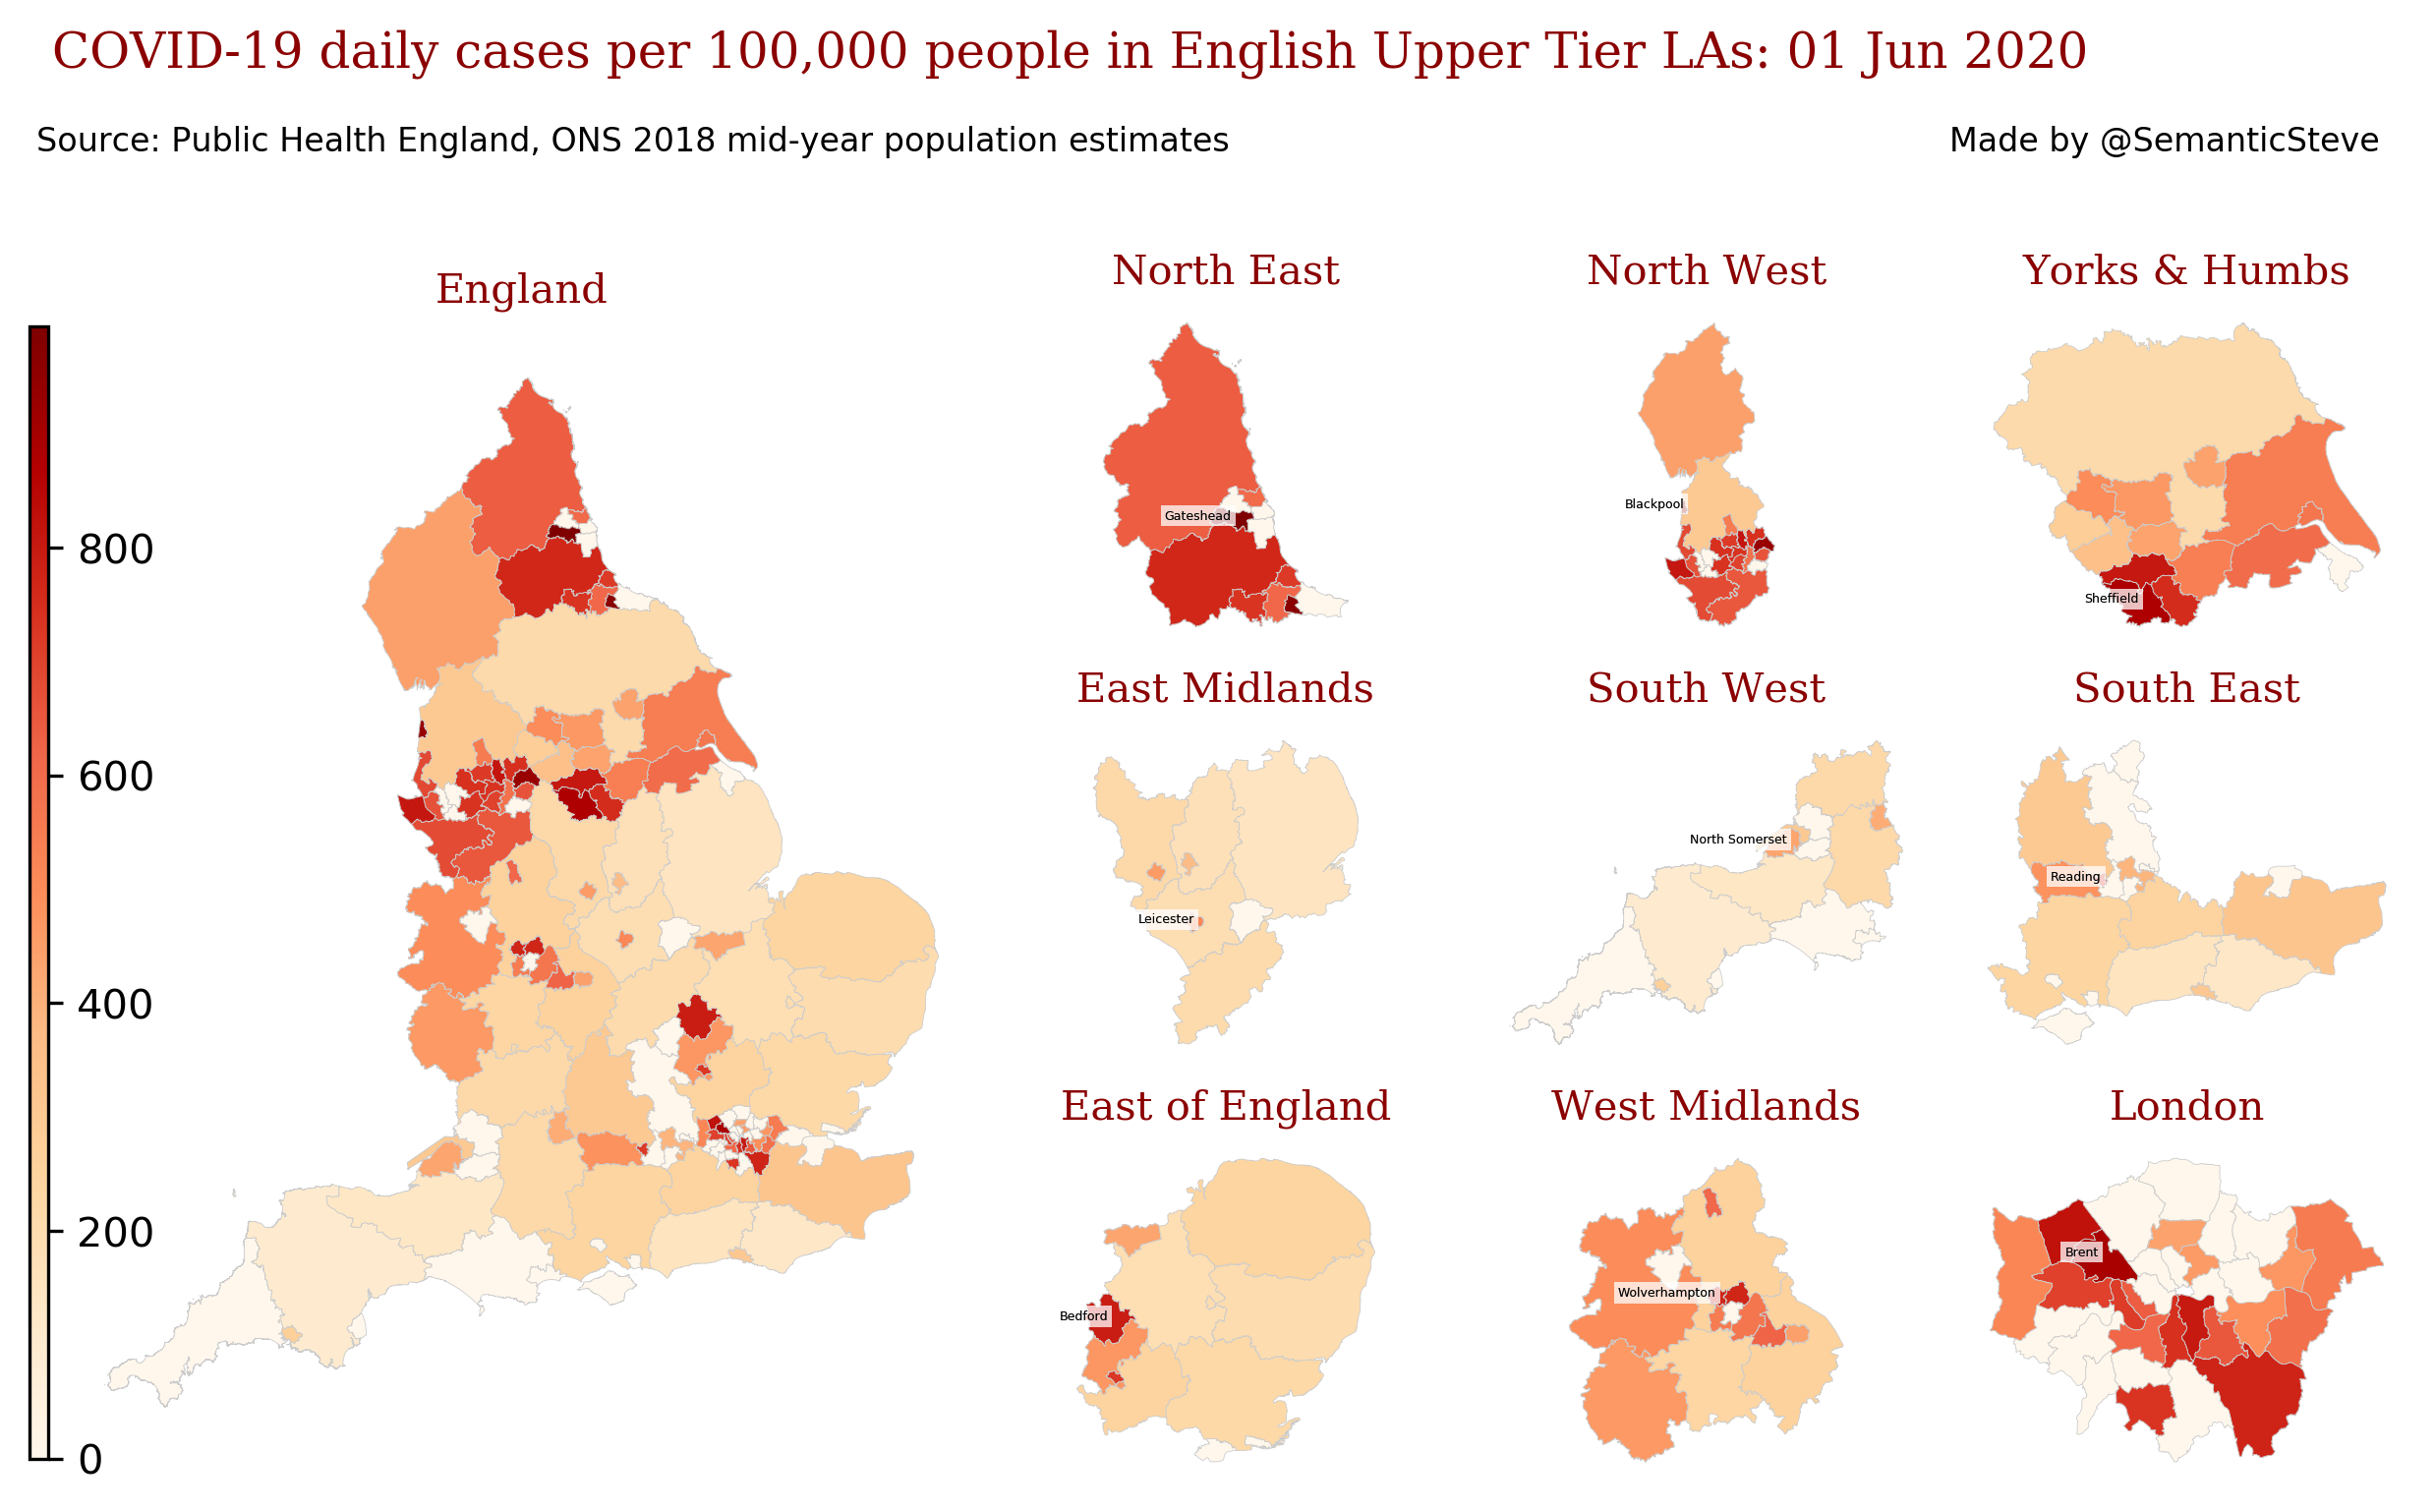 COVID-19 daily cases per 100,000 people in English Upper Tier LAs: 01 Jun 2020
Source: Public Health England, ONS 2018 mid-year population estimates
Made by @SemanticSteve
England
800
600
400
200
0
North East
Gateshead
North West
Blackpool
Yorks & Humbs
Sheffield
East Midlands
Leicester
South West
North Somerset
South East
Reading
East of England
Bedford
West Midlands
Wolverhampton
London
Brent